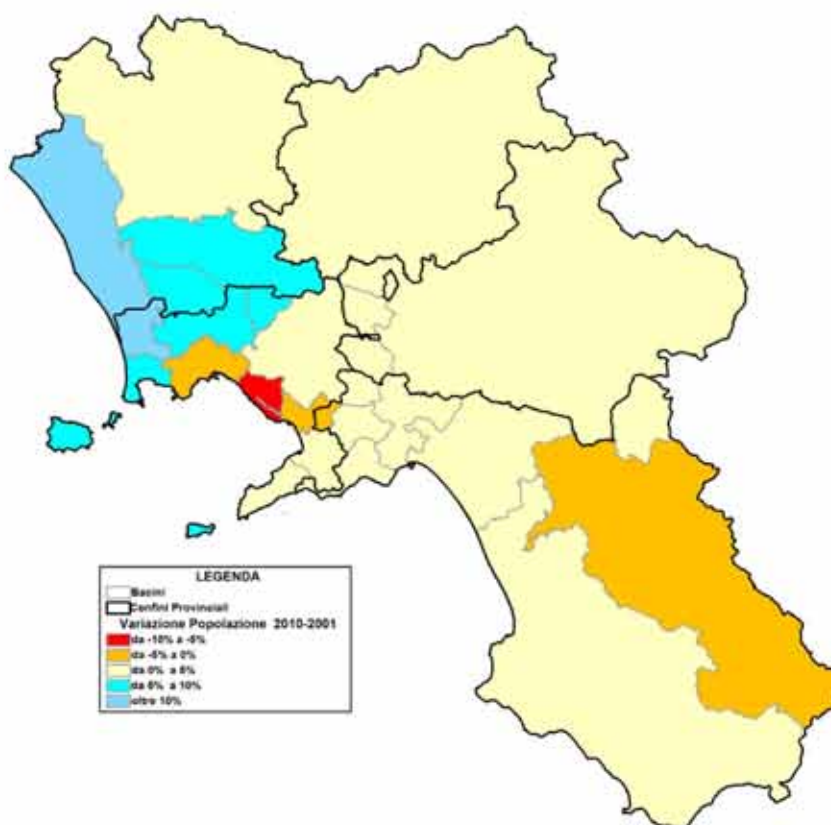 LEGENDA
Bacini
Confini Provinciali
Variazione Popolazione 2010-2001
da -10% a -5%
da -5% a 0%
da 0% a 5%
da 5% a 10%
oltre 10%